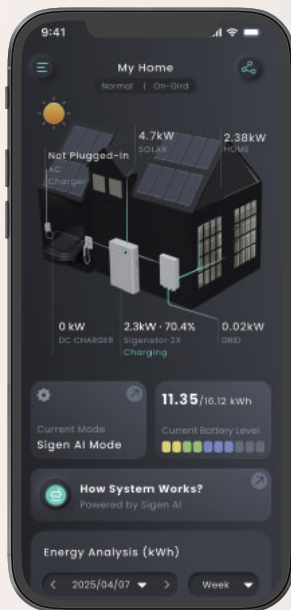 9:41
My Home
Normal | On-Gird
4.7kW
SOLAR
2.38kW
HOME
Not Plugged-in
AC
Charger
0 kW
DC CHARGER
2.3kW · 70.4%
Sigenstor 2X
Charging
0.02kW
GRID
Current Mode
Sigen AI Mode
11.35/16.12 kWh
Current Battery Level
How System Works?
Powered by Sigen AI
Energy Analysis (kWh)
2025/04/07
Week